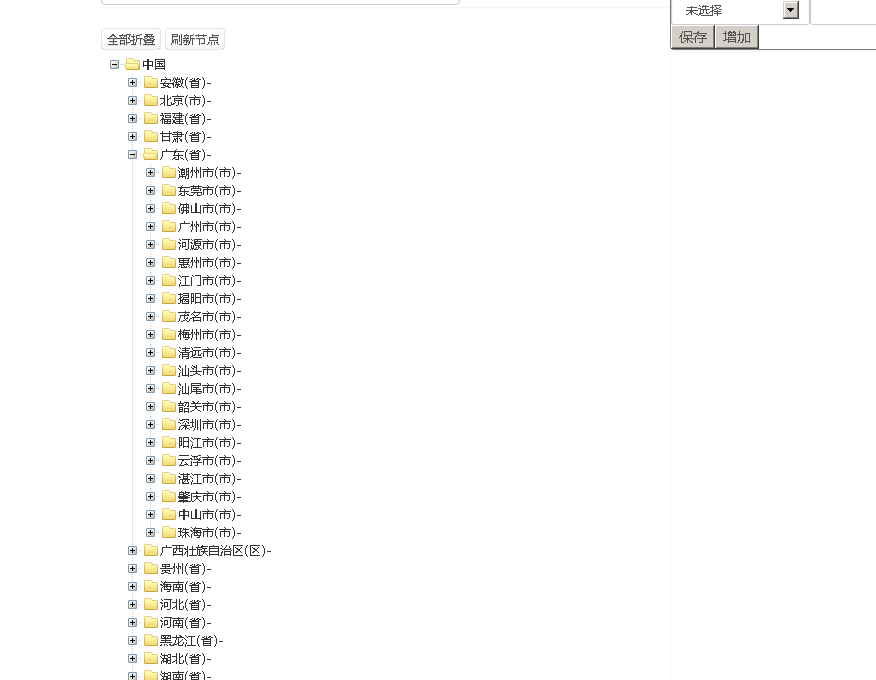 未选择
保存 增加
全部折叠 刷新节点
中国
安徽(省)-
北京(市)-
福建(省)-
甘肃(省)-
广东(省)-
潮州市(市)-
东莞市(市)-
佛山市(市)-
广州市(市)-
河源市(市)-
惠州市(市)-
江门市(市)-
揭阳市(市)-
茂名市(市)-
梅州市(市)-
清远市(市)-
汕头市(市)-
汕尾市(市)-
韶关市(市)-
深圳市(市)-
阳江市(市)-
云浮市(市)-
湛江市(市)-
肇庆市(市)-
中山市(市)-
珠海市(市)-
广西壮族自治区(区)-
贵州(省)-
海南(省)-
河北(省)-
河南(省)-
黑龙江(省)-
湖北(省)-
湖南(省)-